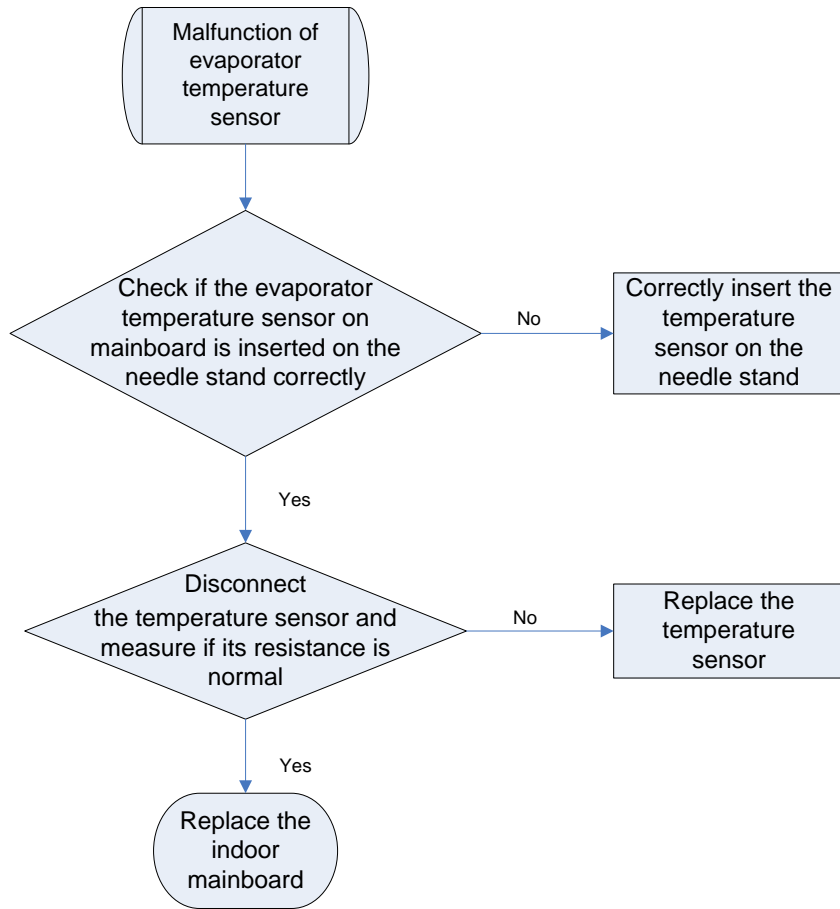 Malfunction of
evaporator
temperature
sensor
Check if the evaporator
temperature sensor on
mainboard is inserted on the
needle stand correctly
No
Correctly insert the
temperature
sensor on the
needle stand
Yes
Disconnect
the temperature sensor and
measure if its resistance is
normal
No
Replace the
temperature
sensor
Yes
Replace the
indoor
mainboard